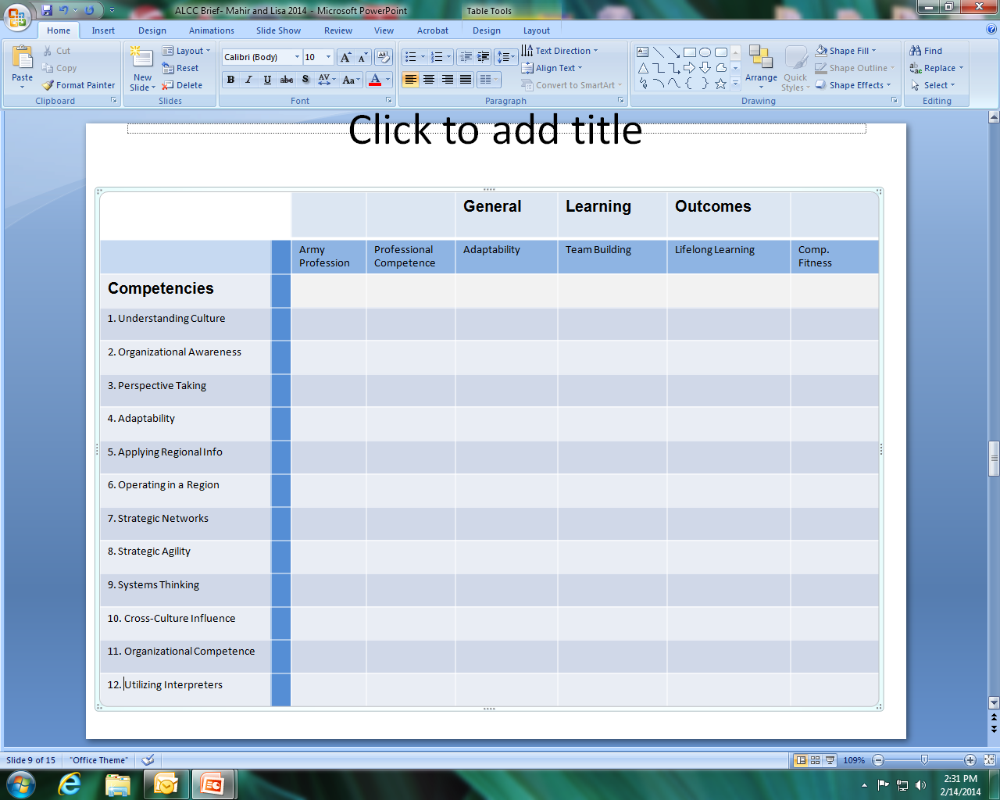 ALCC Brief- Mahir and Lisa 2014 - Microsoft PowerPoint
Table Tools
Home Insert Design Animations Slide Show Review View Acrobat Design Layout
Paste
Cut
Copy
Format Painter
Clipboard
New
Slide
Layout
Reset
Delete
Slides
Calibri (Body) 10
B I U abc S AV Aa A
Font
Text Direction
Align Text
Convert to SmartArt
Paragraph
Arrange
Quick
Styles
Shape Fill
Shape Outline
Shape Effects
Drawing
Find
Replace
Select
Editing
Click to add title
General Learning Outcomes
Army
Profession
Professional
Competence
Adaptability
Team Building
Lifelong Learning
Comp.
Fitness
Competencies
1. Understanding Culture
2. Organizational Awareness
3. Perspective Taking
4. Adaptability
5. Applying Regional Info
6. Operating in a Region
7. Strategic Networks
8. Strategic Agility
9. Systems Thinking
10. Cross-Culture Influence
11. Organizational Competence
12. Utilizing Interpreters
Slide 9 of 15 "Office Theme" 109%
2:31 PM
2/14/2014